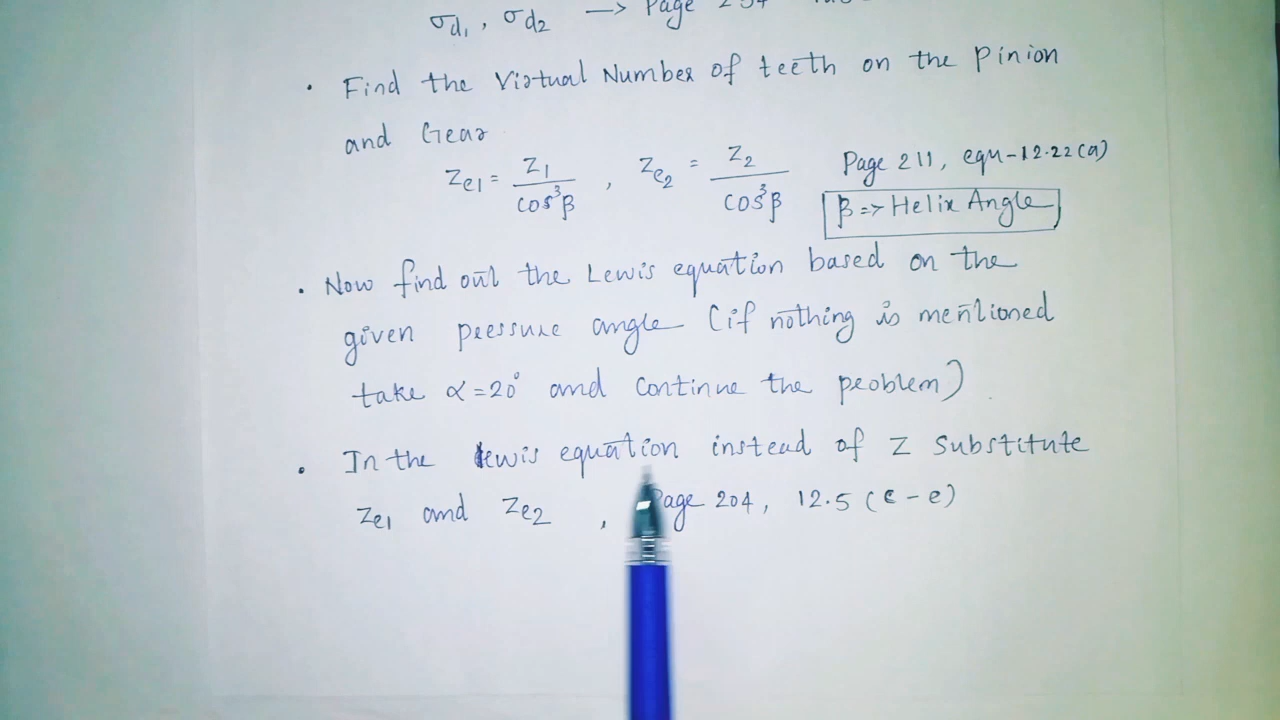 σd1, σd2 → Page
• Find the Virtual Number of teeth on the Pinion
and Gear
Ze1 = Z1 / cos³β , Ze2 = Z2 / cos³β Page 211, equ-12.22(a)
β => Helix Angle
• Now find out the Lewis equation based on the
given peessure angle (if nothing is mentioned
take α = 20° and continue the peoblem)
• In the lewis equation instead of Z Substitute
Ze1 and Ze2 , Page 204, 12.5 (c-e)